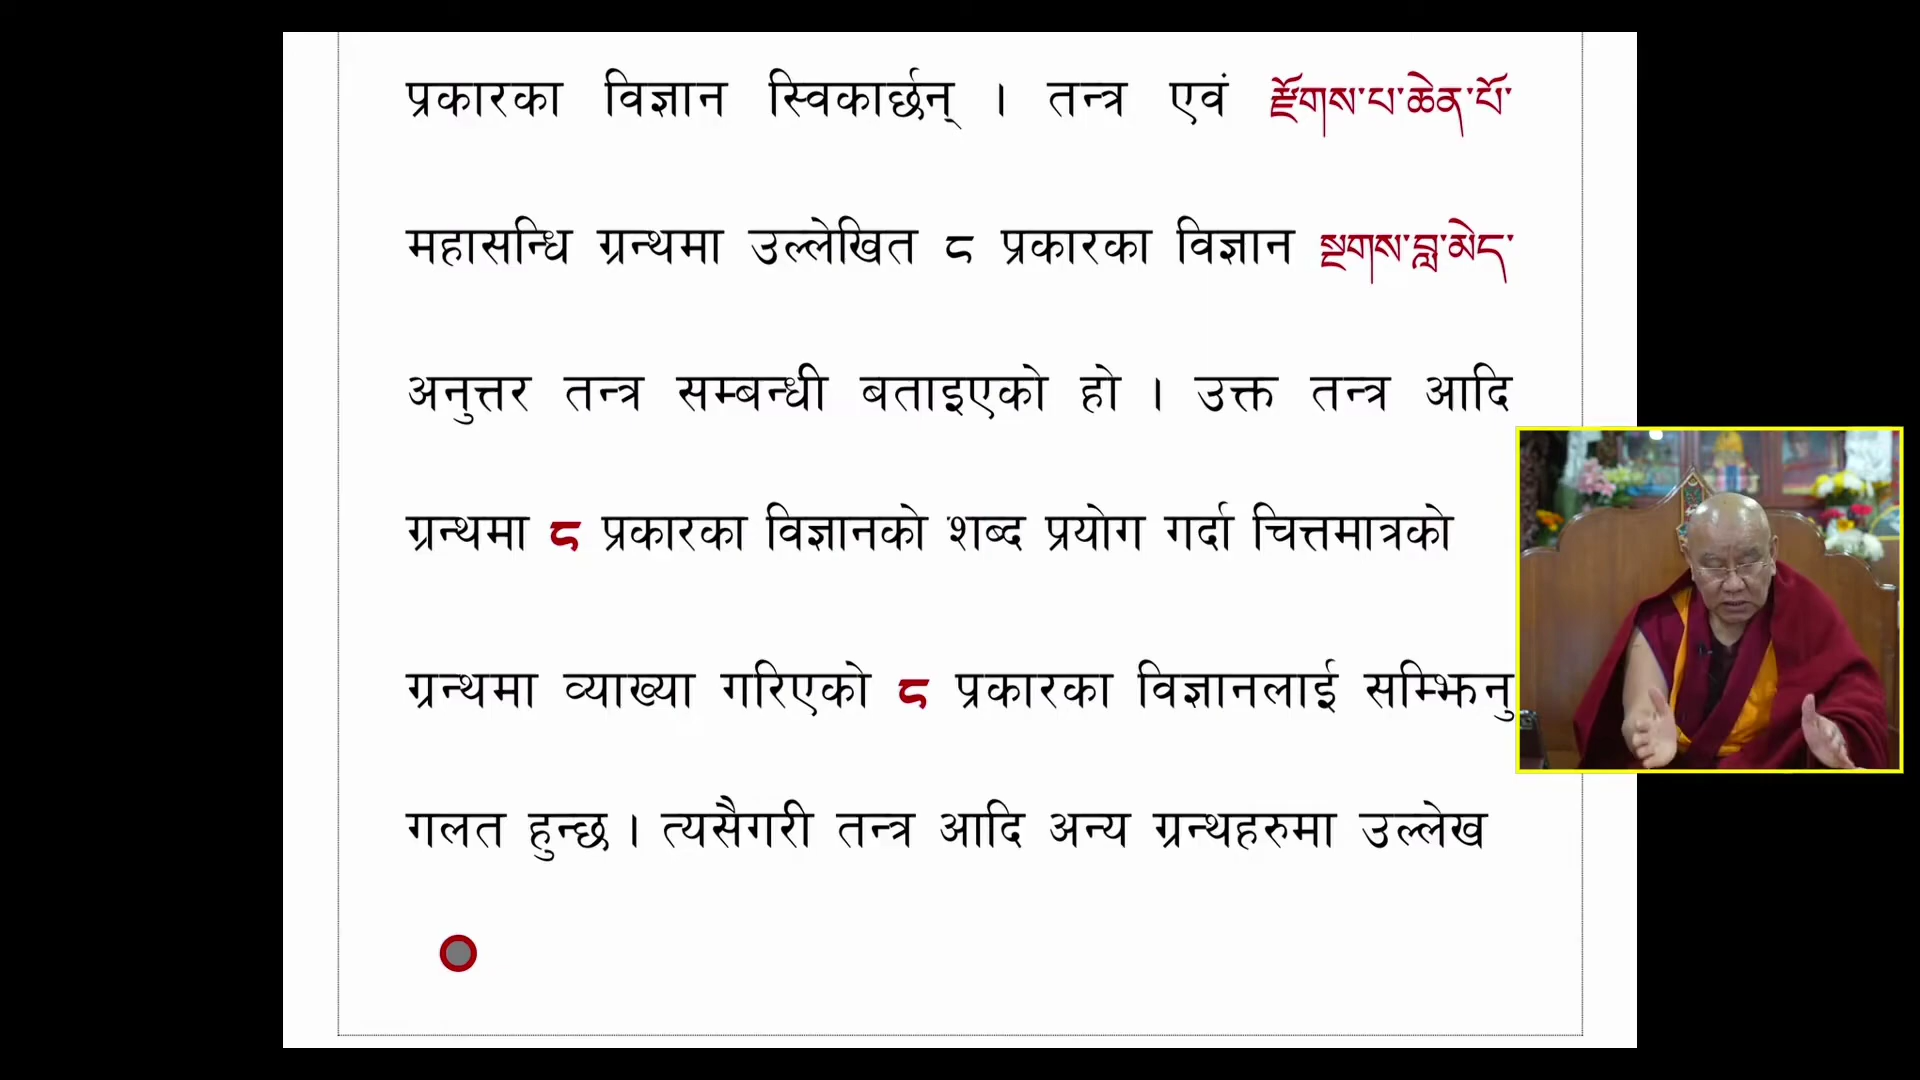 प्रकारका विज्ञान स्विकार्छन् । तन्त्र एवं རྫོགས་པ་ཆེན་པོ་
महासन्धि ग्रन्थमा उल्लेखित ८ प्रकारका विज्ञान སྔགས་བླ་མེད་
अनुत्तर तन्त्र सम्बन्धी बताइएको हो । उक्त तन्त्र आदि
ग्रन्थमा ८ प्रकारका विज्ञानको शब्द प्रयोग गर्दा चित्तमात्रको
ग्रन्थमा व्याख्या गरिएको ८ प्रकारका विज्ञानलाई सम्झिनु
गलत हुन्छ । त्यसैगरी तन्त्र आदि अन्य ग्रन्थहरुमा उल्लेख